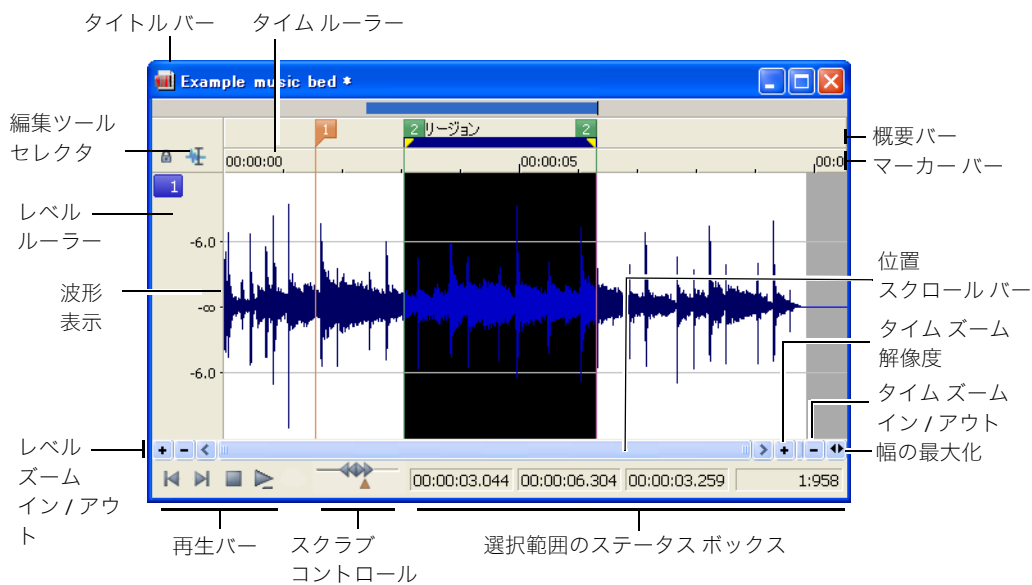 タイトル バー
タイム ルーラー
Example music bed *
編集ツール
セレクタ
1
2 リージョン 2
概要バー
00:00:00
00:00:05
00:0
マーカー バー
1
レベル
ルーラー
-6.0
波形
表示
-∞
-6.0
位置
スクロール バー
タイム ズーム
解像度
タイム ズーム
イン / アウト
幅の最大化
レベル
ズーム
イン / アウ
ト
00:00:03.044 00:00:06.304 00:00:03.259 1:958
再生バー
スクラブ
コントロール
選択範囲のステータス ボックス